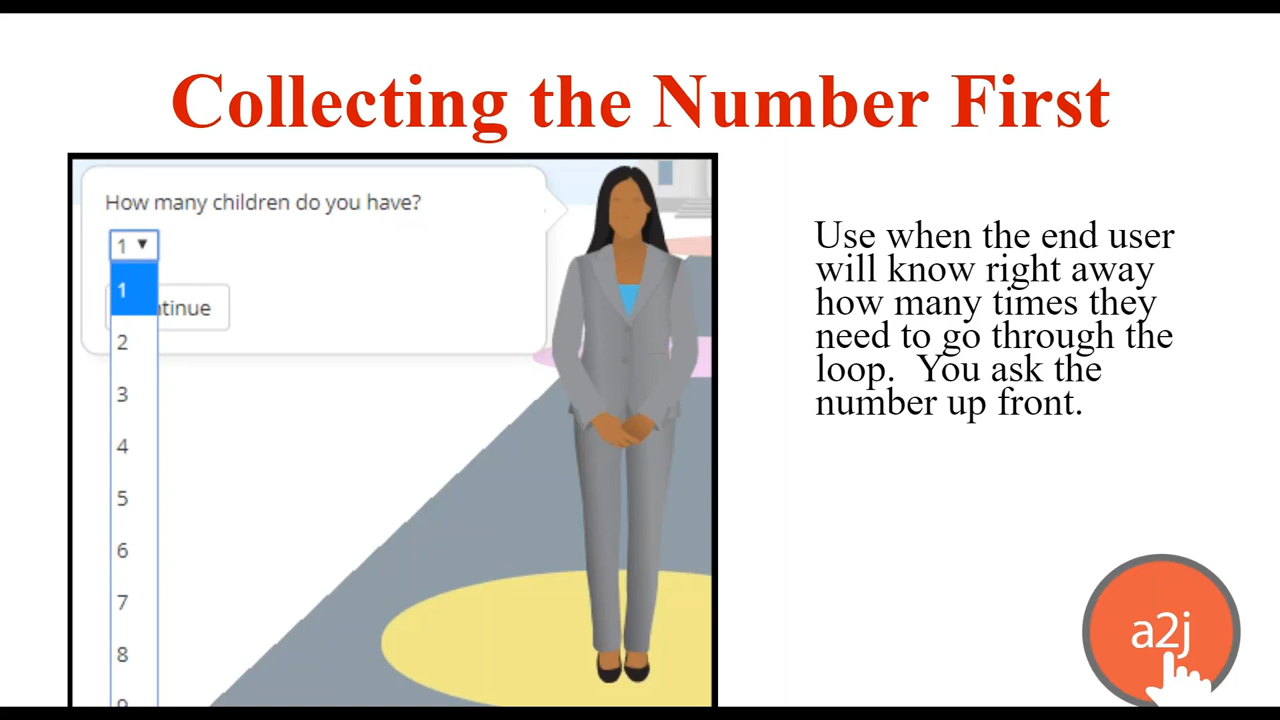 Collecting the Number First
How many children do you have?
1
1
ntinue
2
3
4
5
6
7
8
9
Use when the end user
will know right away
how many times they
need to go through the
loop.  You ask the
number up front.
a2j